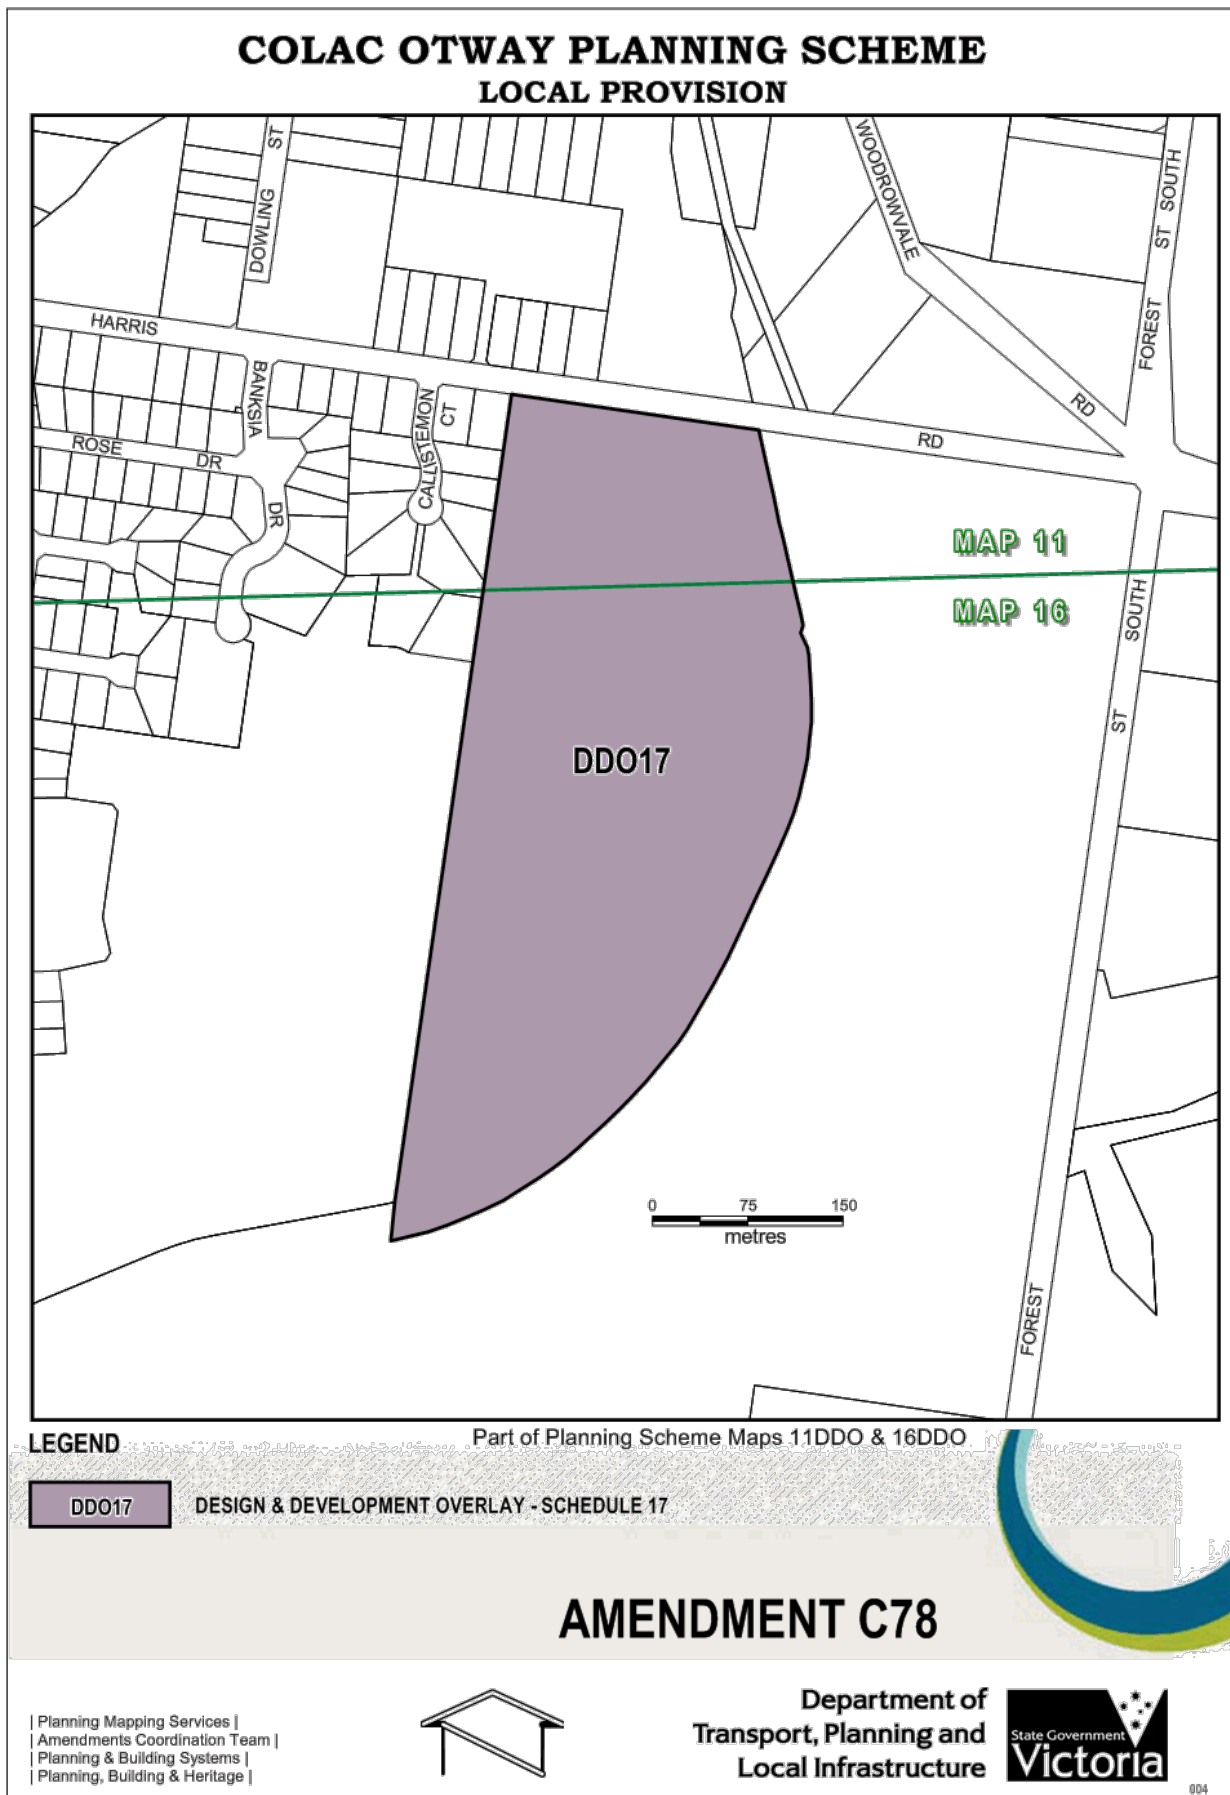 COLAC OTWAY PLANNING SCHEME
LOCAL PROVISION
DOWLING ST
WOODROWVALE
RD
FOREST ST SOUTH
HARRIS
RD
BANKSIA
DR
ROSE DR
CALLISTEMON
CT
MAP 11
MAP 16
DDO17
FOREST ST SOUTH
0 75 150
metres
LEGEND
Part of Planning Scheme Maps 11DDO & 16DDO
DDO17 DESIGN & DEVELOPMENT OVERLAY - SCHEDULE 17
AMENDMENT C78
| Planning Mapping Services |
| Amendments Coordination Team |
| Planning & Building Systems |
| Planning, Building & Heritage |
Department of
Transport, Planning and
Local Infrastructure
State Government
Victoria
004